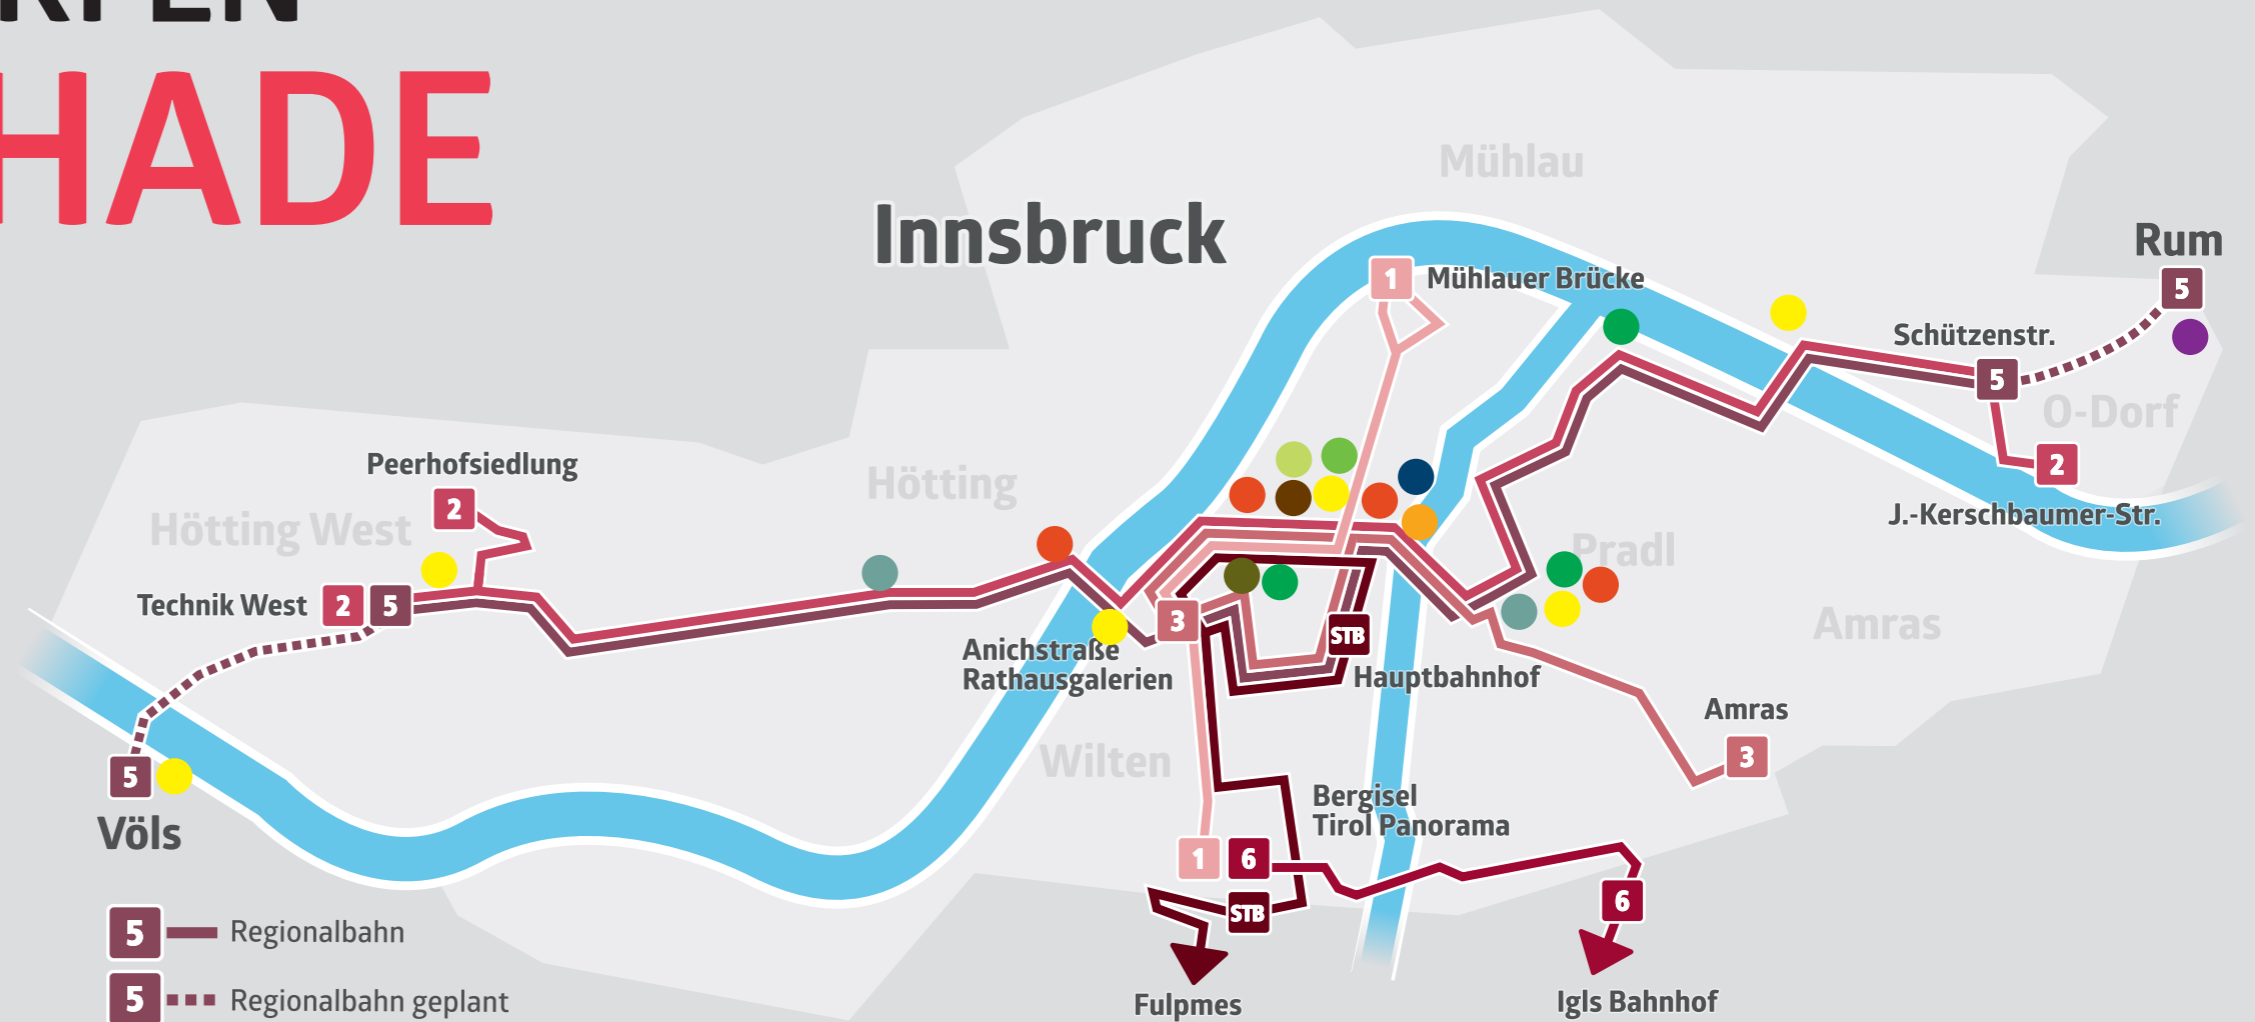 HADE
Mühlau
Innsbruck
Rum
1 Mühlauer Brücke
5
Schützenstr.
5
O-Dorf
Peerhofsiedlung
2
Hötting
2
Hötting West
J.-Kerschbaumer-Str.
Pradl
Technik West 2 5
3
STB
Amras
Anichstraße
Rathausgalerien
Hauptbahnhof
Amras
3
Wilten
5
Völs
Bergisel
Tirol Panorama
1 6
6
STB
5 Regionalbahn
5 Regionalbahn geplant
Fulpmes
Igls Bahnhof